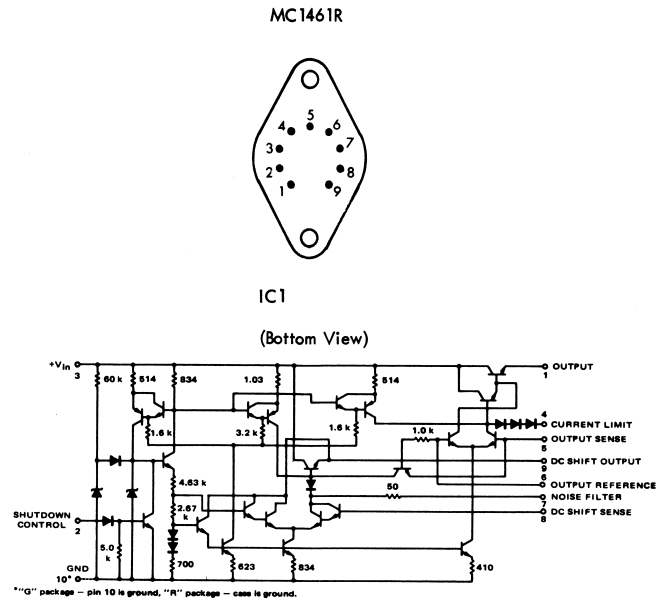 MC1461R
5
4 6
3 7
2 8
1 9
IC1
(Bottom View)
+Vin
3
60 k
514
834
1.03
514
OUTPUT
1
4
CURRENT LIMIT
1.6 k
3.2 k
1.6 k
1.0 k
OUTPUT SENSE
5
DC SHIFT OUTPUT
9
OUTPUT REFERENCE
6
4.63 k
50
NOISE FILTER
7
2.67
k
DC SHIFT SENSE
8
SHUTDOWN
CONTROL
2
5.0
k
GND
10*
700
623
834
410
*"G" package — pin 10 is ground, "R" package — case is ground.